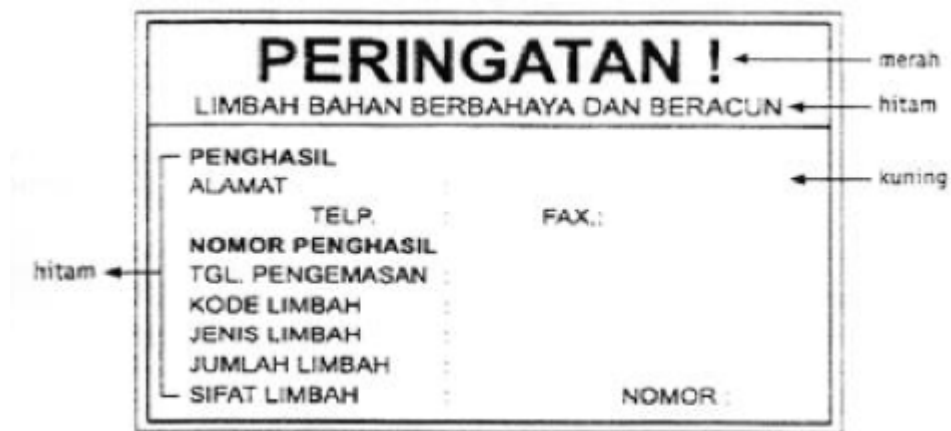 PERINGATAN !
merah
LIMBAH BAHAN BERBAHAYA DAN BERACUN
hitam
PENGHASIL
ALAMAT :
kuning
TELP. : FAX.:
NOMOR PENGHASIL
hitam
TGL. PENGEMASAN :
KODE LIMBAH :
JENIS LIMBAH :
JUMLAH LIMBAH :
SIFAT LIMBAH : NOMOR :